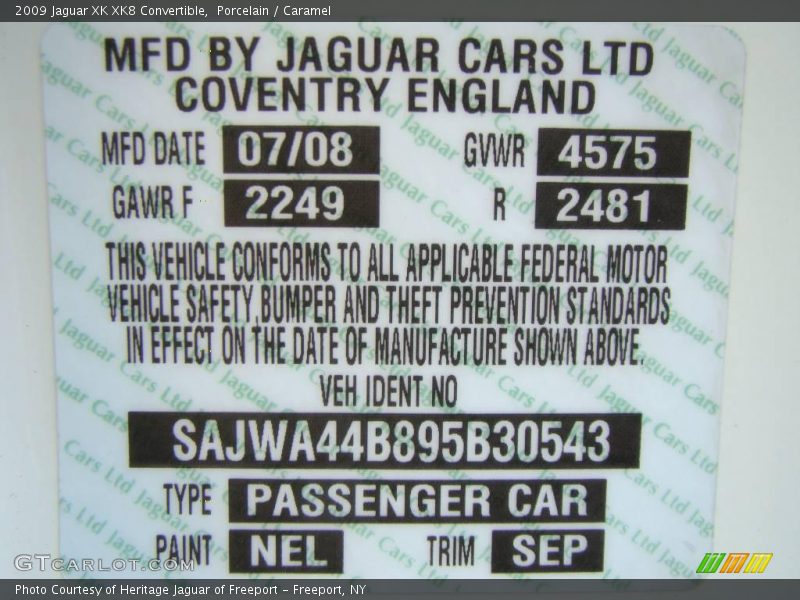 2009 Jaguar XK XK8 Convertible, Porcelain / Caramel
MFD BY JAGUAR CARS LTD
COVENTRY ENGLAND
MFD DATE 07/08 GVWR 4575
GAWR F 2249 R 2481
THIS VEHICLE CONFORMS TO ALL APPLICABLE FEDERAL MOTOR
VEHICLE SAFETY,BUMPER AND THEFT PREVENTION STANDARDS
IN EFFECT ON THE DATE OF MANUFACTURE SHOWN ABOVE.
VEH IDENT NO
SAJWA44B895B30543
TYPE PASSENGER CAR
PAINT NEL TRIM SEP
GTcarlot.com
Photo Courtesy of Heritage Jaguar of Freeport – Freeport, NY